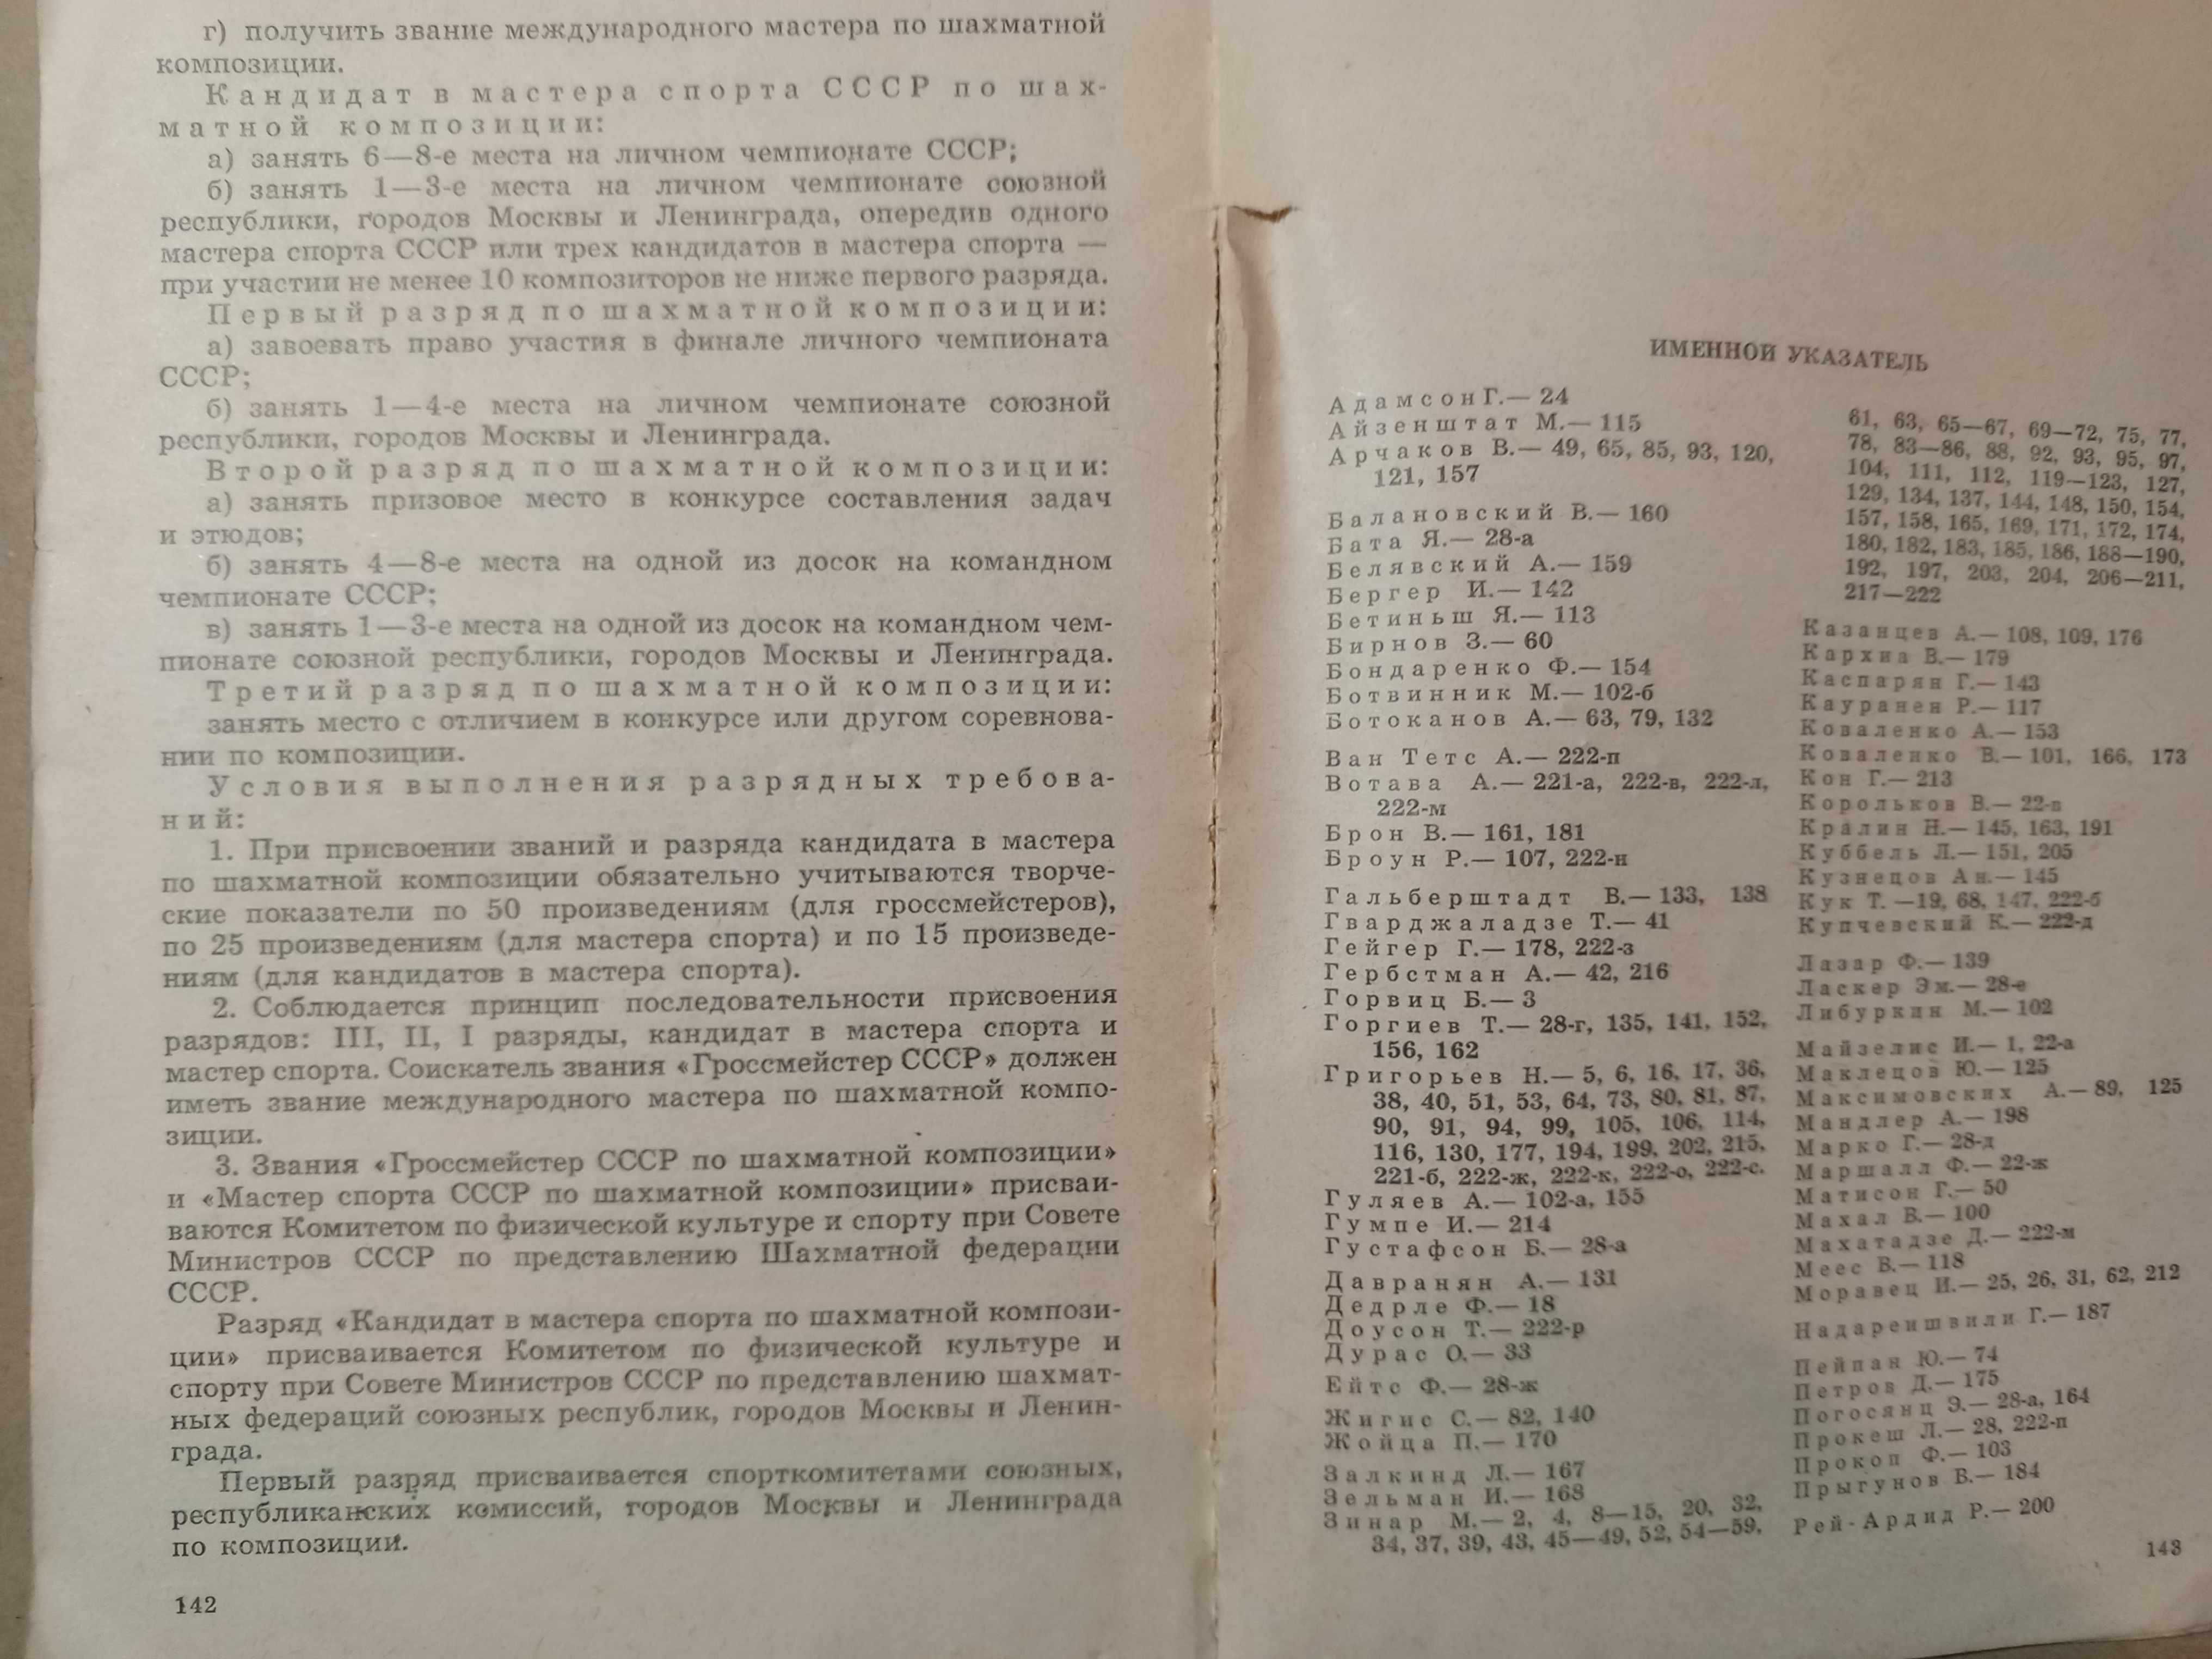 г) получить звание международного мастера по шахматной
композиции.
Кандидат в мастера спорта СССР по шах-
матной композиции:
а) занять 6—8-е места на личном чемпионате СССР;
б) занять 1—3-е места на личном чемпионате союзной
республики, городов Москвы и Ленинграда, опередив одного
мастера спорта СССР или трех кандидатов в мастера спорта —
при участии не менее 10 композиторов не ниже первого разряда.
Первый разряд по шахматной композиции:
а) завоевать право участия в финале личного чемпионата
СССР;
б) занять 1—4-е места на личном чемпионате союзной
республики, городов Москвы и Ленинграда.
Второй разряд по шахматной композиции:
а) занять призовое место в конкурсе составления задач
и этюдов;
б) занять 4—8-е места на одной из досок на командном
чемпионате СССР;
в) занять 1—3-е места на одной из досок на командном чем-
пионате союзной республики, городов Москвы и Ленинграда.
Третий разряд по шахматной композиции:
занять место с отличием в конкурсе или другом соревнова-
нии по композиции.
Условия выполнения разрядных требова-
ний:
1. При присвоении званий и разряда кандидата в мастера
по шахматной композиции обязательно учитываются творче-
ские показатели по 50 произведениям (для гроссмейстеров),
по 25 произведениям (для мастера спорта) и по 15 произведе-
ниям (для кандидатов в мастера спорта).
2. Соблюдается принцип последовательности присвоения
разрядов: III, II, I разряды, кандидат в мастера спорта и
мастер спорта. Соискатель звания «Гроссмейстер СССР» должен
иметь звание международного мастера по шахматной компо-
зиции.
3. Звания «Гроссмейстер СССР по шахматной композиции»
и «Мастер спорта СССР по шахматной композиции» присваи-
ваются Комитетом по физической культуре и спорту при Совете
Министров СССР по представлению Шахматной федерации
СССР.
Разряд «Кандидат в мастера спорта по шахматной компози-
ции» присваивается Комитетом по физической культуре и
спорту при Совете Министров СССР по представлению шахмат-
ных федераций союзных республик, городов Москвы и Ленин-
града.
Первый разряд присваивается спорткомитетами союзных,
республиканских комиссий, городов Москвы и Ленинграда
по композиции.
142
ИМЕННОЙ УКАЗАТЕЛЬ
Адамсон Г.— 24
Айзенштат М.— 115
Арчаков В.— 49, 65, 85, 93, 120,
121, 157
Балановский В.— 160
Бата Я.— 28-а
Белявский А.— 159
Бергер И.— 142
Бетиньш Я.— 113
Бирнов З.— 60
Бондаренко Ф.— 154
Ботвинник М.— 102-б
Ботоканов А.— 63, 79, 132
Ван Тетс А.— 222-п
Вотава А.— 221-а, 222-в, 222-л,
222-м
Брон В.— 161, 181
Броун Р.— 107, 222-н
Гальберштадт В.— 133, 138
Гварджаладзе Т.— 41
Гейгер Г.— 178, 222-з
Гербстман А.— 42, 216
Горвиц Б.— 3
Горгиев Т.— 28-г, 135, 141, 152,
156, 162
Григорьев Н.— 5, 6, 16, 17, 36,
38, 40, 51, 53, 64, 73, 80, 81, 87,
90, 91, 94, 99, 105, 106, 114,
116, 130, 177, 194, 199, 202, 215,
221-б, 222-ж, 222-к, 222-о, 222-с.
Гуляев А.— 102-а, 155
Гумпе И.— 214
Густафсон Б.— 28-а
Давранян А.— 131
Дедрле Ф.— 18
Доусон Т.— 222-р
Дурас О.— 33
Ейтс Ф.— 28-ж
Жигис С.— 82, 140
Жойца П.— 170
Залкинд Л.— 167
Зельман И.— 168
Зинар М.— 2, 4, 8—15, 20, 32,
34, 37, 39, 43, 45—49, 52, 54—59,
61, 63, 65—67, 69—72, 75, 77,
78, 83—86, 88, 92, 93, 95, 97,
104, 111, 112, 119—123, 127,
129, 134, 137, 144, 148, 150, 154,
157, 158, 165, 169, 171, 172, 174,
180, 182, 183, 185, 186, 188—190,
192, 197, 203, 204, 206—211,
217—222
Казанцев А.— 108, 109, 176
Кархиа В.— 179
Каспарян Г.— 143
Кауранен Р.— 117
Коваленко А.— 153
Коваленко В.— 101, 166, 173
Кон Г.— 213
Корольков В.— 22-в
Кралин Н.— 145, 163, 191
Куббель Л.— 151, 205
Кузнецов Ан.— 145
Кук Т. —19, 68, 147, 222-б
Купчевский К.— 222-д
Лазар Ф.— 139
Ласкер Эм.— 28-е
Либуркин М.— 102
Майзелис И.— 1, 22-а
Маклецов Ю.— 125
Максимовских А.— 89, 125
Мандлер А.— 198
Марко Г.— 28-д
Маршалл Ф.— 22-ж
Матисон Г.— 50
Махал В.— 100
Махатадзе Д.— 222-м
Меес В.— 118
Моравец И.— 25, 26, 31, 62, 212
Надареишвили Г.— 187
Пейпан Ю.— 74
Петров Д.— 175
Погосянц Э.— 28-а, 164
Прокеш Л.— 28, 222-п
Прокоп Ф.— 103
Прыгунов Б.— 184
Рей-Ардид Р.— 200
143